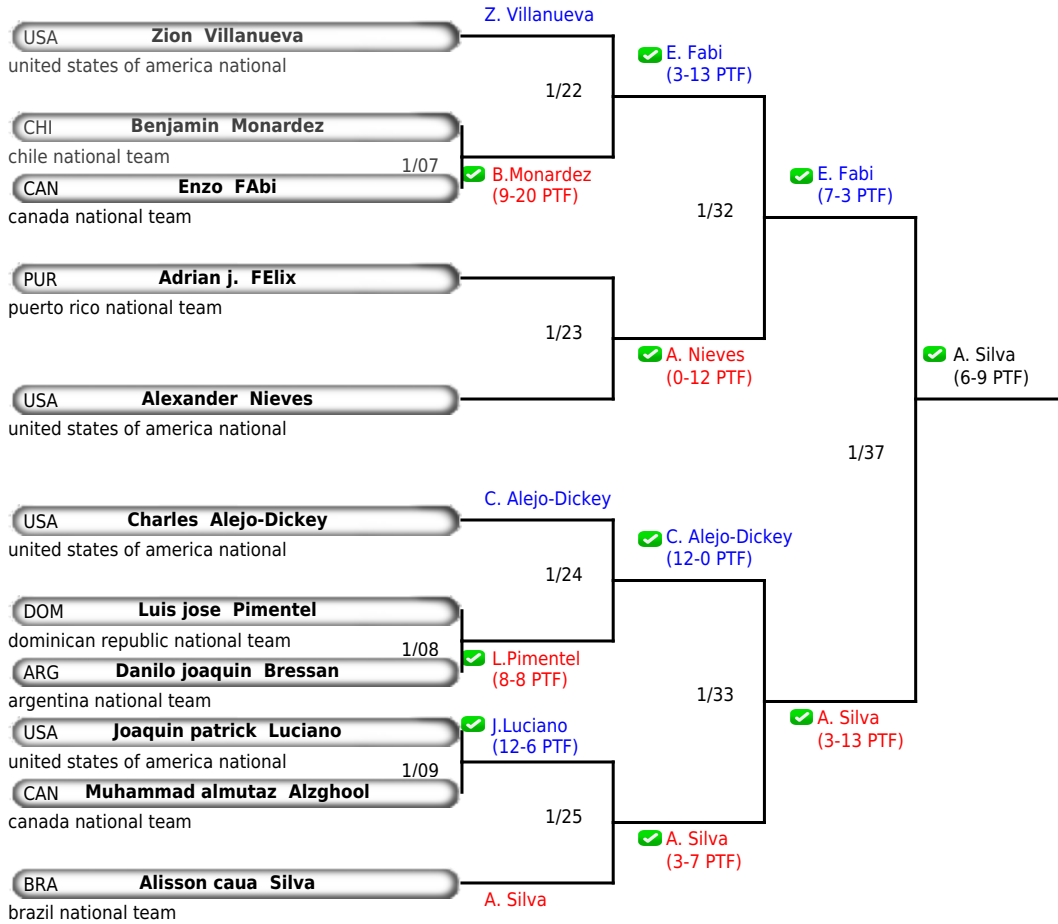 Z. Villanueva
USA Zion Villanueva
united states of america national
E. Fabi
(3-13 PTF)
1/22
CHI Benjamin Monardez
chile national team
1/07
CAN Enzo FAbi
canada national team
B.Monardez
(9-20 PTF)
E. Fabi
(7-3 PTF)
1/32
PUR Adrian j. FElix
puerto rico national team
1/23
A. Nieves
(0-12 PTF)
A. Silva
(6-9 PTF)
USA Alexander Nieves
united states of america national
1/37
C. Alejo-Dickey
USA Charles Alejo-Dickey
united states of america national
C. Alejo-Dickey
(12-0 PTF)
1/24
DOM Luis jose Pimentel
dominican republic national team
1/08
ARG Danilo joaquin Bressan
argentina national team
L.Pimentel
(8-8 PTF)
1/33
USA Joaquin patrick Luciano
united states of america national
J.Luciano
(12-6 PTF)
A. Silva
(3-13 PTF)
1/09
CAN Muhammad almutaz Alzghool
canada national team
1/25
A. Silva
(3-7 PTF)
BRA Alisson caua Silva
brazil national team
A. Silva